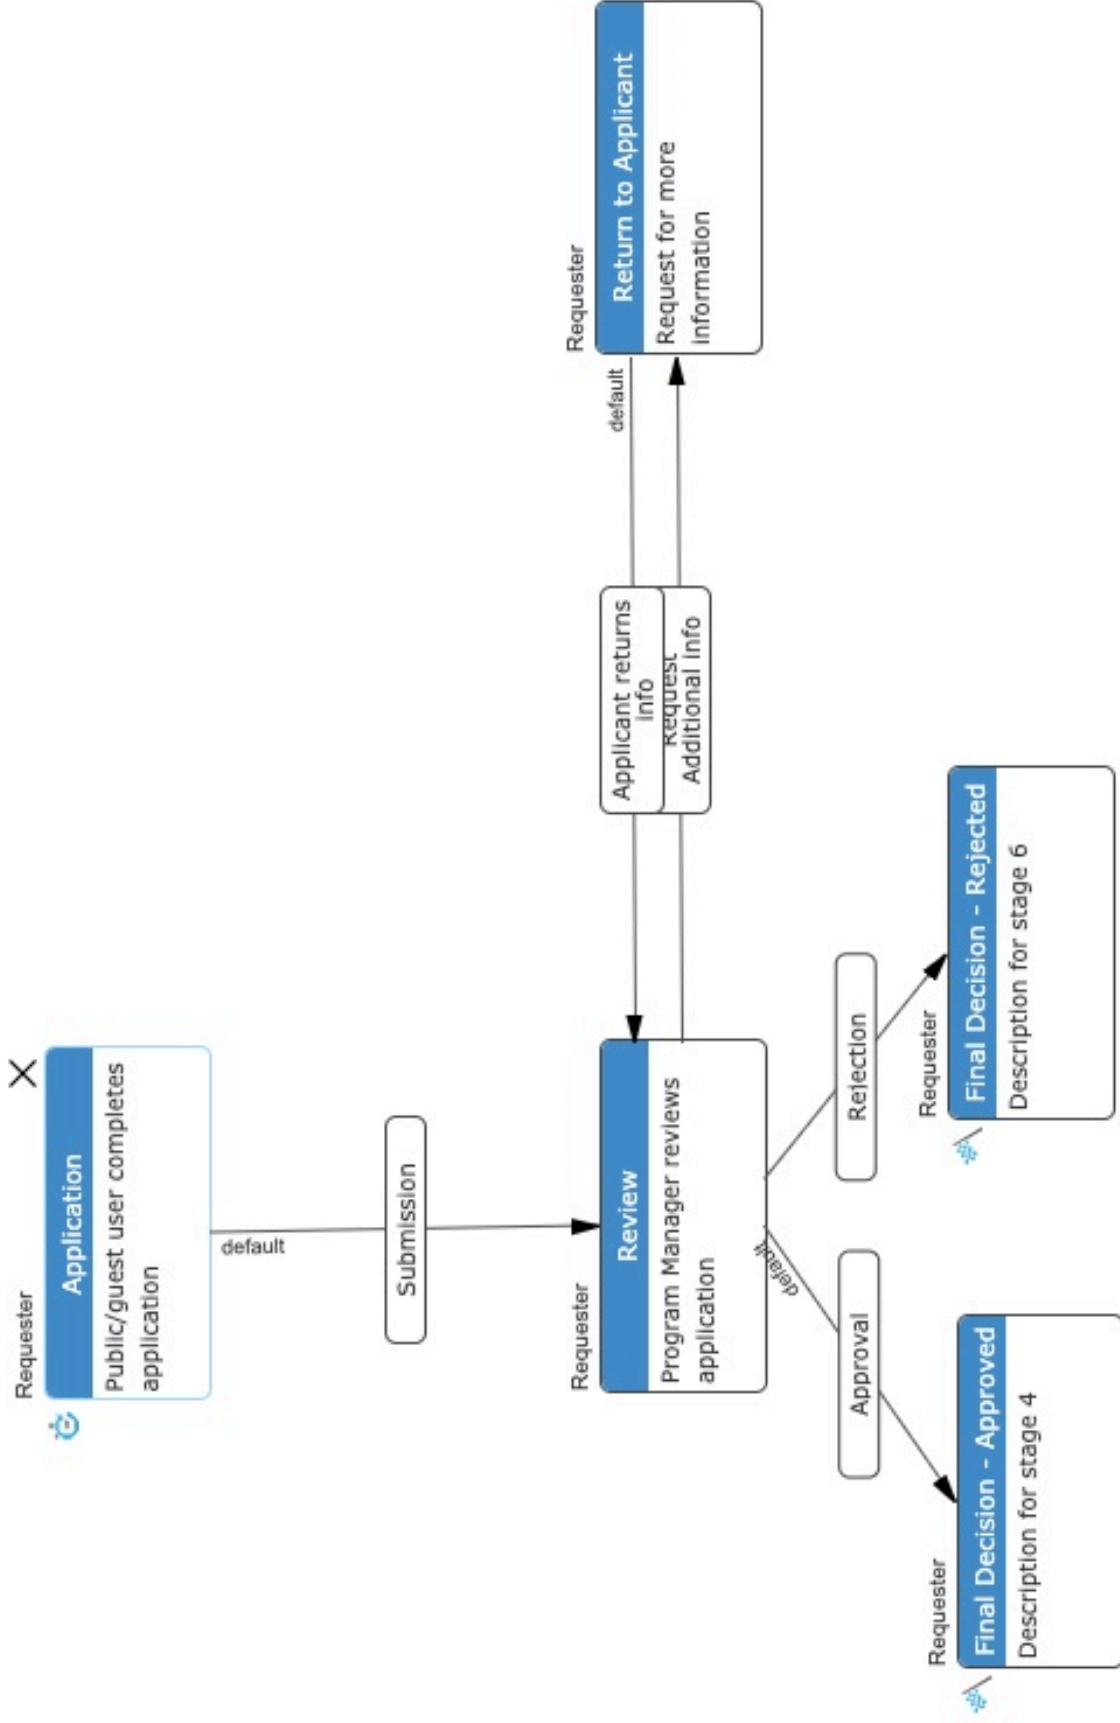 Requester
Application
Public/guest user completes
application
default
Submission
Requester
Review
Program Manager reviews
application
default
Approval
Rejection
Applicant returns
info
Request
Additional info
default
Requester
Return to Applicant
Request for more
information
Requester
Final Decision - Approved
Description for stage 4
Requester
Final Decision - Rejected
Description for stage 6